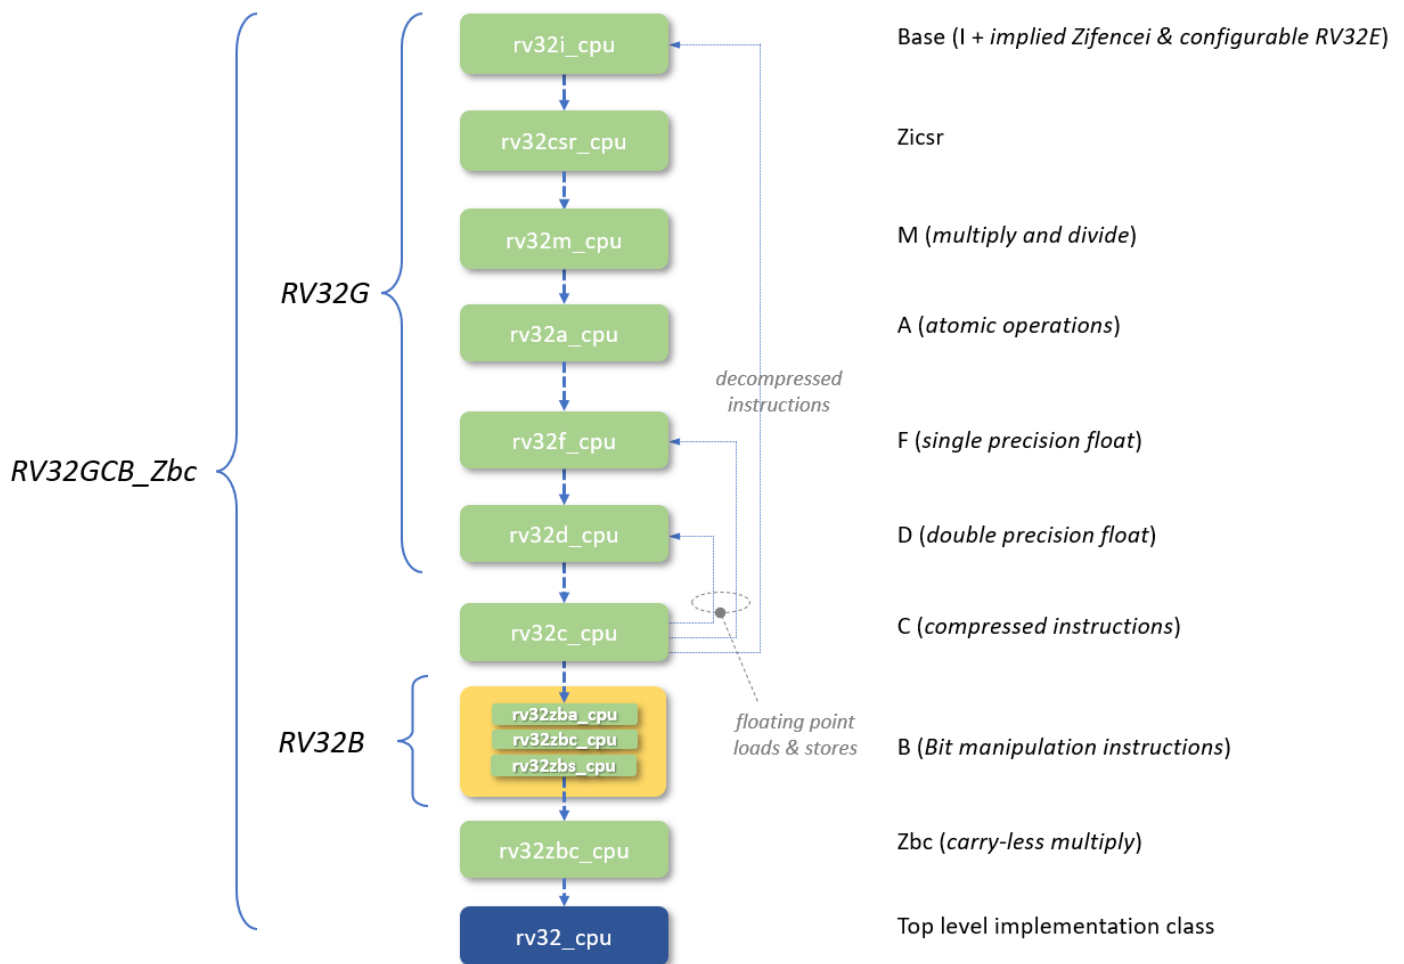 rv32i_cpu
Base (I + implied Zifencei & configurable RV32E)
rv32csr_cpu
Zicsr
rv32m_cpu
M (multiply and divide)
RV32G
rv32a_cpu
A (atomic operations)
decompressed
instructions
rv32f_cpu
F (single precision float)
RV32GCB_Zbc
rv32d_cpu
D (double precision float)
rv32c_cpu
C (compressed instructions)
rv32zba_cpu
rv32zbc_cpu
rv32zbs_cpu
RV32B
floating point
loads & stores
B (Bit manipulation instructions)
rv32zbc_cpu
Zbc (carry-less multiply)
rv32_cpu
Top level implementation class